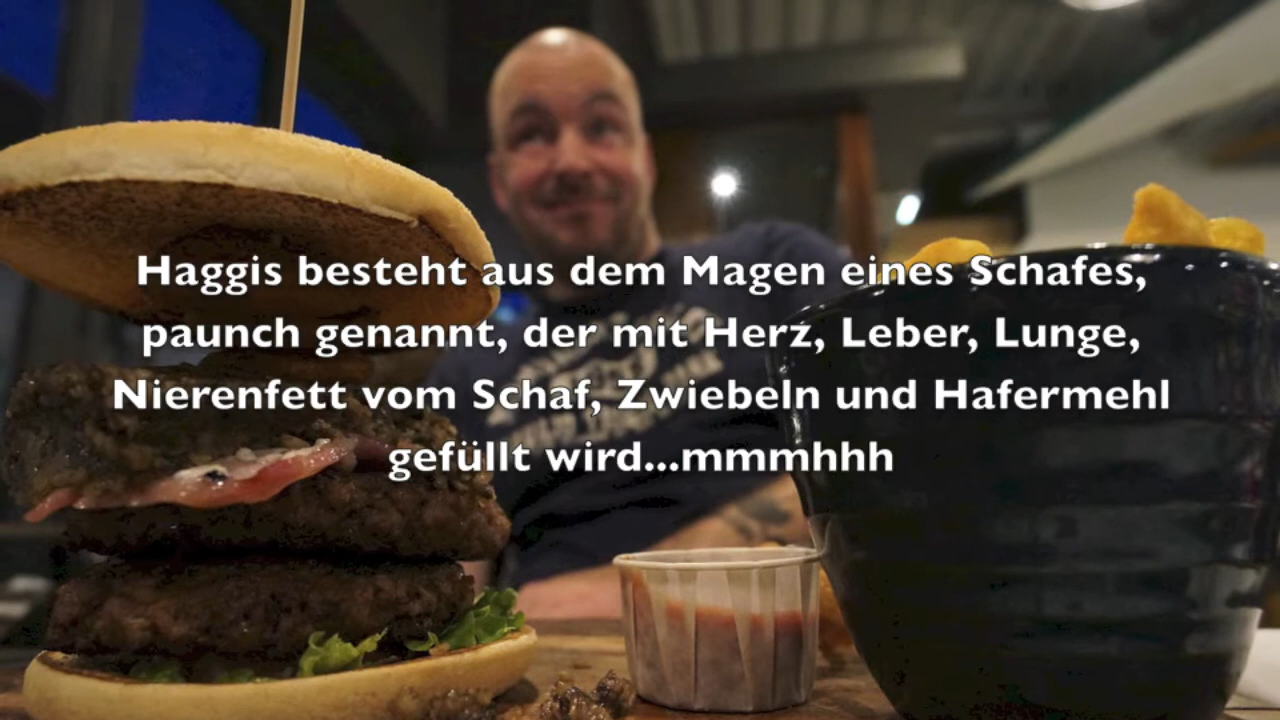 Haggis besteht aus dem Magen eines Schafes,
paunch genannt, der mit Herz, Leber, Lunge,
Nierenfett vom Schaf, Zwiebeln und Hafermehl
gefüllt wird...mmmhhh